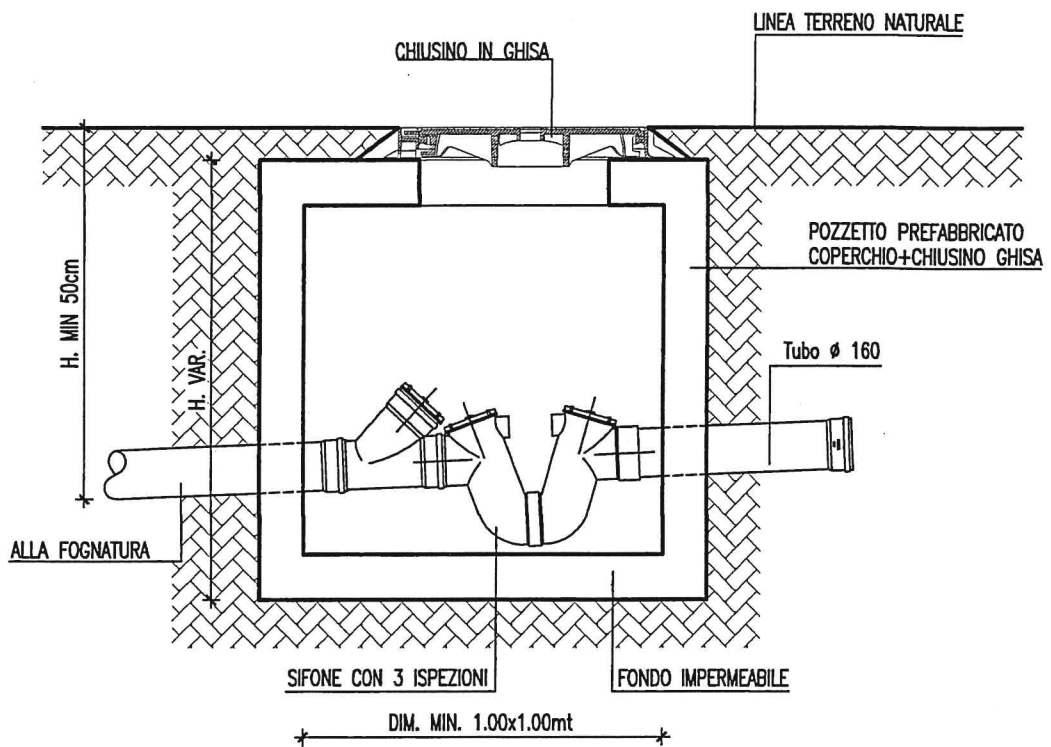 LINEA TERRENO NATURALE
CHIUSINO IN GHISA
POZZETTO PREFABBRICATO
COPERCHIO+CHIUSINO GHISA
H. MIN 50cm
H. VAR.
Tubo ø 160
ALLA FOGNATURA
SIFONE CON 3 ISPEZIONI
FONDO IMPERMEABILE
DIM. MIN. 1.00x1.00mt